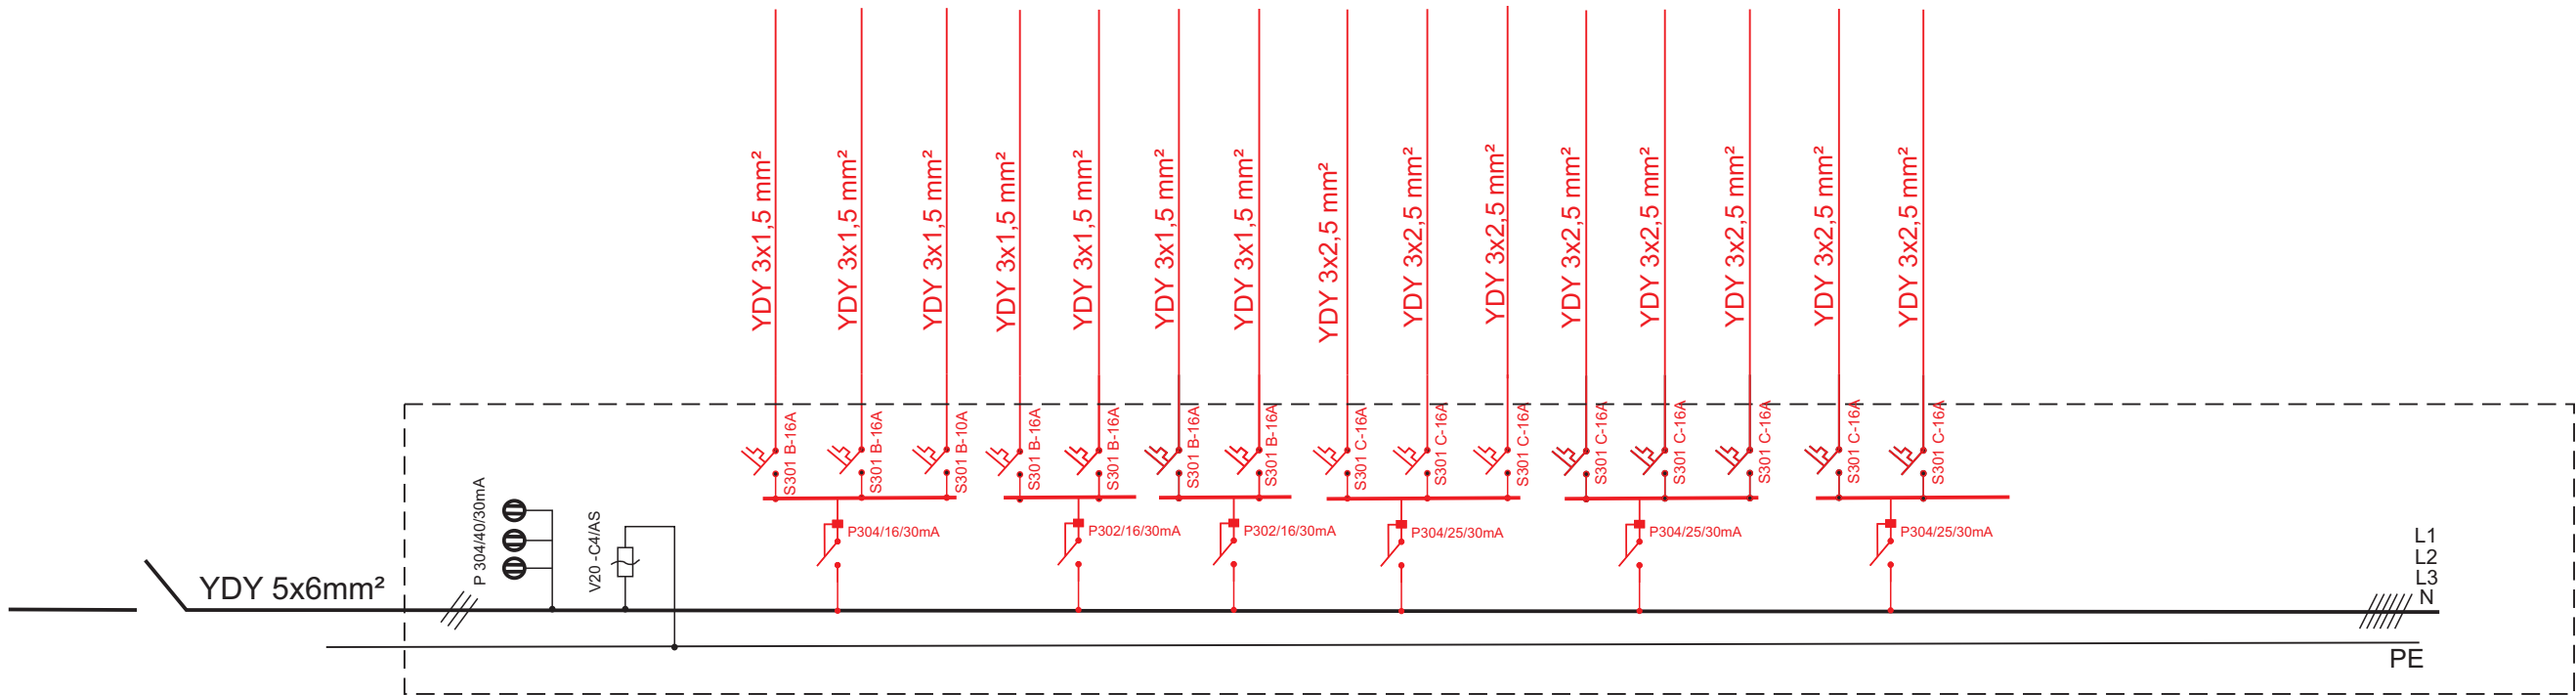 YDY 3x1,5 mm²
YDY 3x1,5 mm²
YDY 3x1,5 mm²
YDY 3x1,5 mm²
YDY 3x1,5 mm²
YDY 3x1,5 mm²
YDY 3x1,5 mm²
YDY 3x2,5 mm²
YDY 3x2,5 mm²
YDY 3x2,5 mm²
YDY 3x2,5 mm²
YDY 3x2,5 mm²
YDY 3x2,5 mm²
YDY 3x2,5 mm²
YDY 3x2,5 mm²
S301 B-16A
S301 B-16A
S301 B-10A
S301 B-16A
S301 B-16A
S301 B-16A
S301 B-16A
S301 C-16A
S301 C-16A
S301 C-16A
S301 C-16A
S301 C-16A
S301 C-16A
S301 C-16A
S301 C-16A
P 304/40/30mA
V20 -C4/AS
P304/16/30mA
P302/16/30mA
P302/16/30mA
P304/25/30mA
P304/25/30mA
P304/25/30mA
YDY 5x6mm²
L1
L2
L3
N
PE